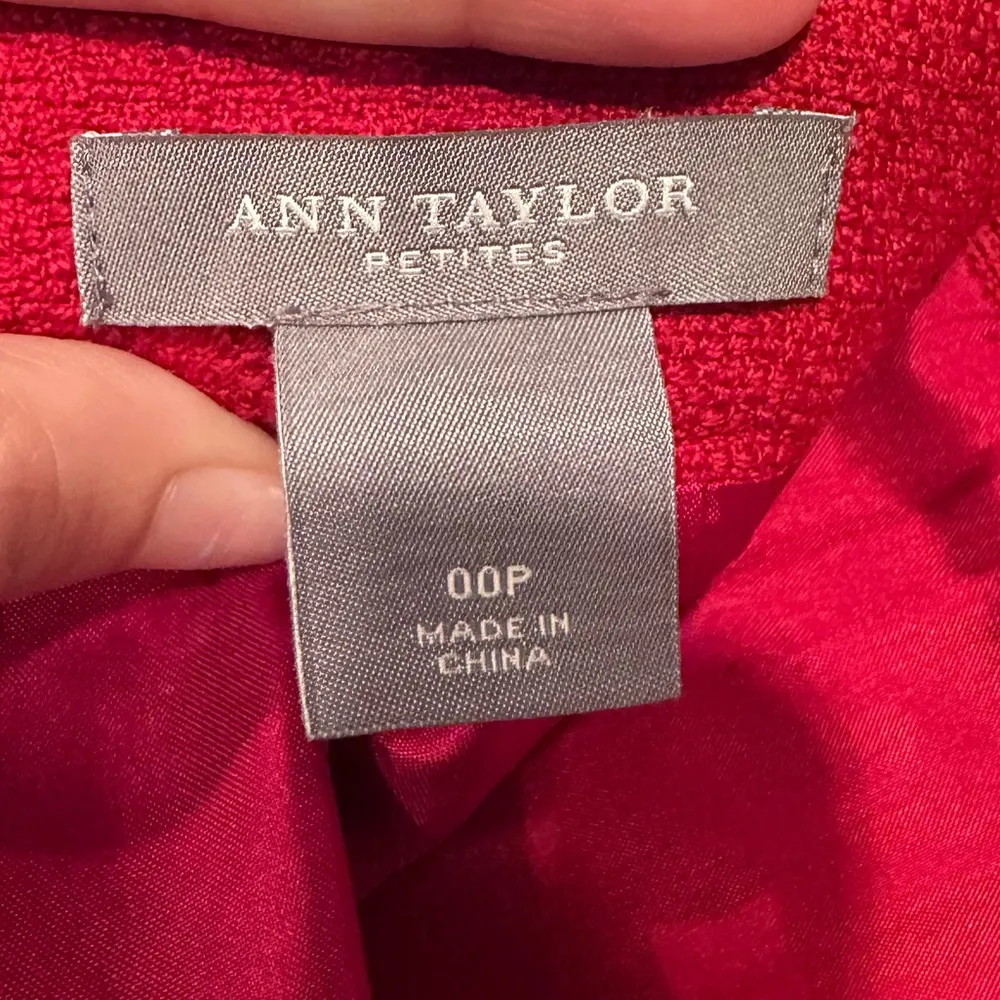 ANN TAYLOR
PETITES
00P
MADE IN
CHINA